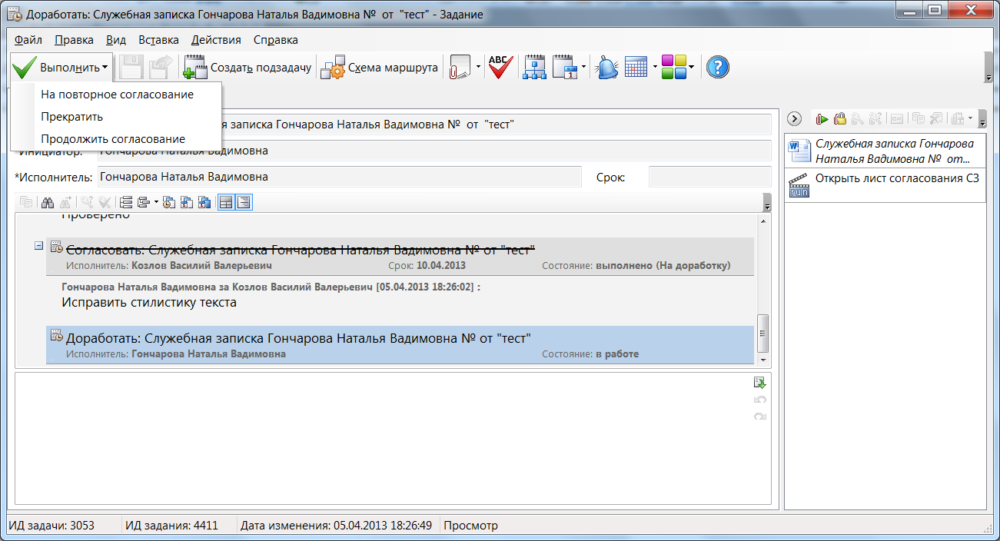 Доработать: Служебная записка Гончарова Наталья Вадимовна № от "тест" - Задание
Файл Правка Вид Вставка Действия Справка
Выполнить Создать подзадачу Схема маршрута ABC 1
На повторное согласование
Прекратить
Продолжить согласование
я записка Гончарова Наталья Вадимовна № от "тест"
*Инициатор: Гончарова Наталья Вадимовна
*Исполнитель: Гончарова Наталья Вадимовна Срок:
Проверено
Согласовать: Служебная записка Гончарова Наталья Вадимовна № от "тест"
Исполнитель: Козлов Василий Валерьевич Срок: 10.04.2013 Состояние: выполнено (На доработку)
Гончарова Наталья Вадимовна за Козлов Василий Валерьевич [05.04.2013 18:26:02] :
Исправить стилистику текста
Доработать: Служебная записка Гончарова Наталья Вадимовна № от "тест"
Исполнитель: Гончарова Наталья Вадимовна Состояние: в работе
Служебная записка Гончарова
Наталья Вадимовна № от...
Открыть лист согласования СЗ
run
ИД задачи: 3053 ИД задания: 4411 Дата изменения: 05.04.2013 18:26:49 Просмотр